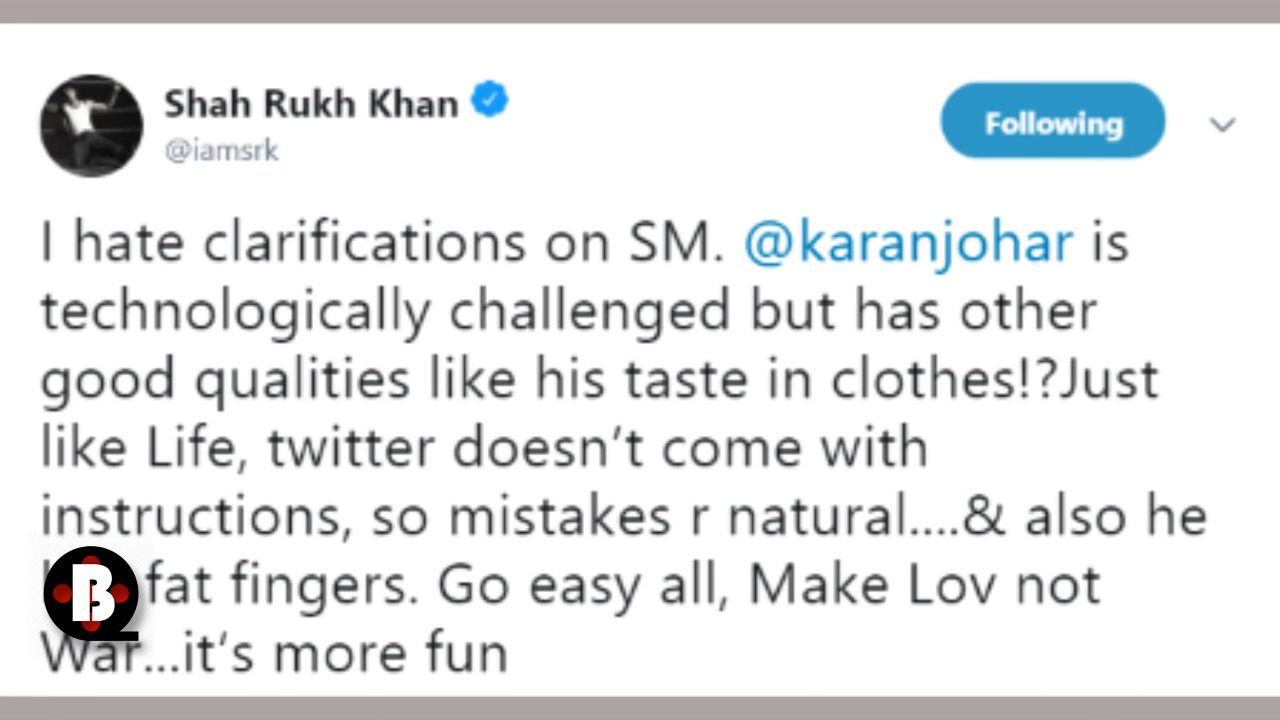 Shah Rukh Khan
@iamsrk
Following
I hate clarifications on SM. @karanjohar is
technologically challenged but has other
good qualities like his taste in clothes!?Just
like Life, twitter doesn't come with
instructions, so mistakes r natural....& also he
fat fingers. Go easy all, Make Lov not
War...it's more fun
B